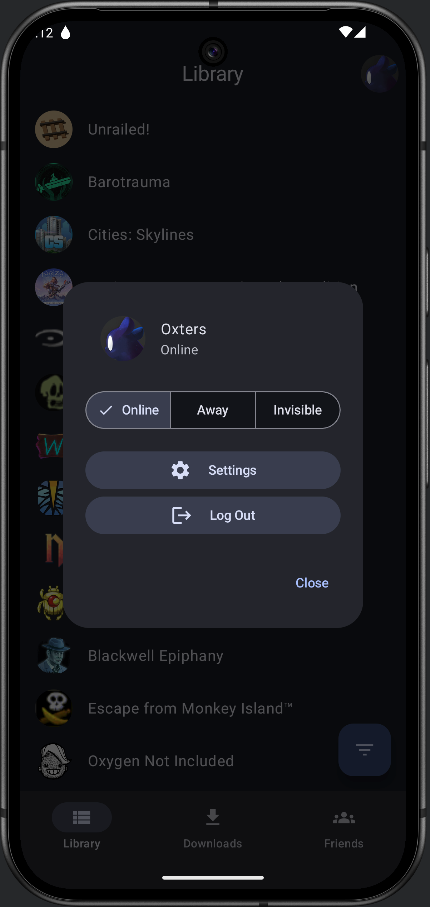 :12
Library
Unrailed!
Barotrauma
Cities: Skylines
Oxters
Online
Online
Away
Invisible
Settings
Log Out
Close
Blackwell Epiphany
Escape from Monkey Island™
Oxygen Not Included
Library
Downloads
Friends